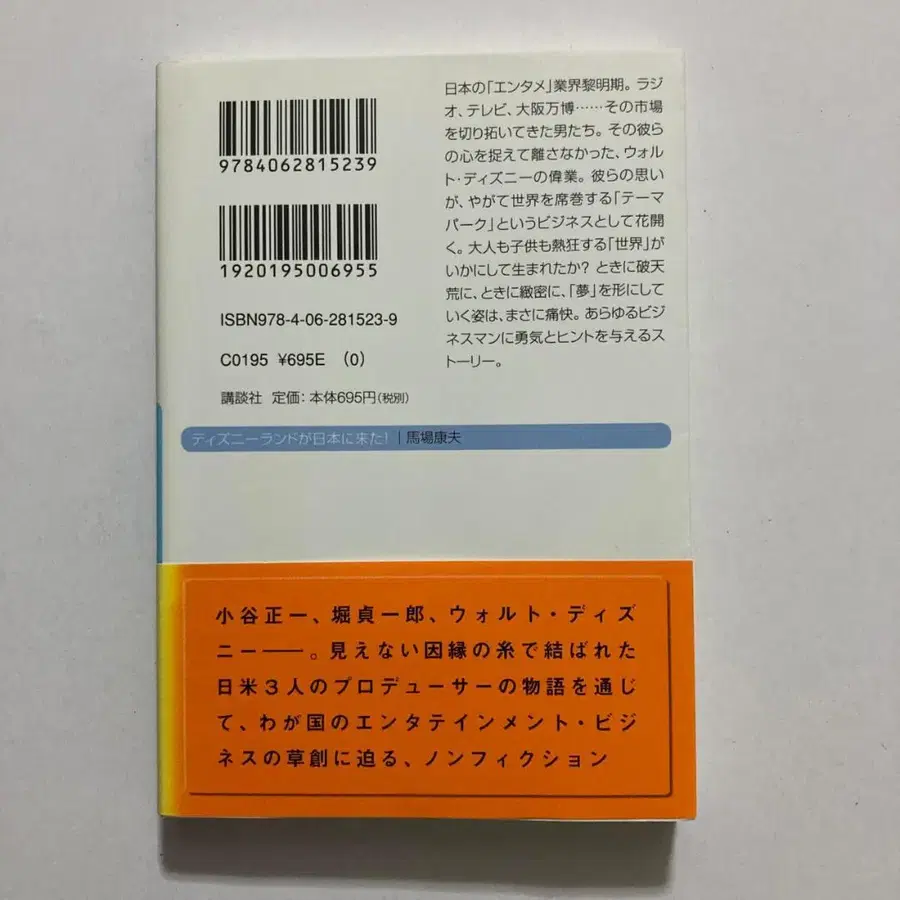 9784062815239
1920195006955
ISBN978-4-06-281523-9
C0195 ¥695E (0)
講談社 定価:本体695円(税別)
日本の「エンタメ」業界黎明期。ラジ
オ、テレビ、大阪万博……その市場
を切り拓いてきた男たち。その彼ら
の心を捉えて離さなかった、ウォル
ト・ディズニーの偉業。彼らの思い
が、やがて世界を席巻する「テーマ
パーク」というビジネスとして花開
く。大人も子供も熱狂する「世界」が
いかにして生まれたか? ときに破天
荒に、ときに緻密に、「夢」を形にして
いく姿は、まさに痛快。あらゆるビジ
ネスマンに勇気とヒントを与えるス
トーリー。
ディズニーランドが日本に来た! | 馬場康夫
小谷正一、堀貞一郎、ウォルト・ディズ
ニー──。見えない因縁の糸で結ばれた
日米3人のプロデューサーの物語を通じ
て、わが国のエンタテインメント・ビジ
ネスの草創に迫る、ノンフィクション